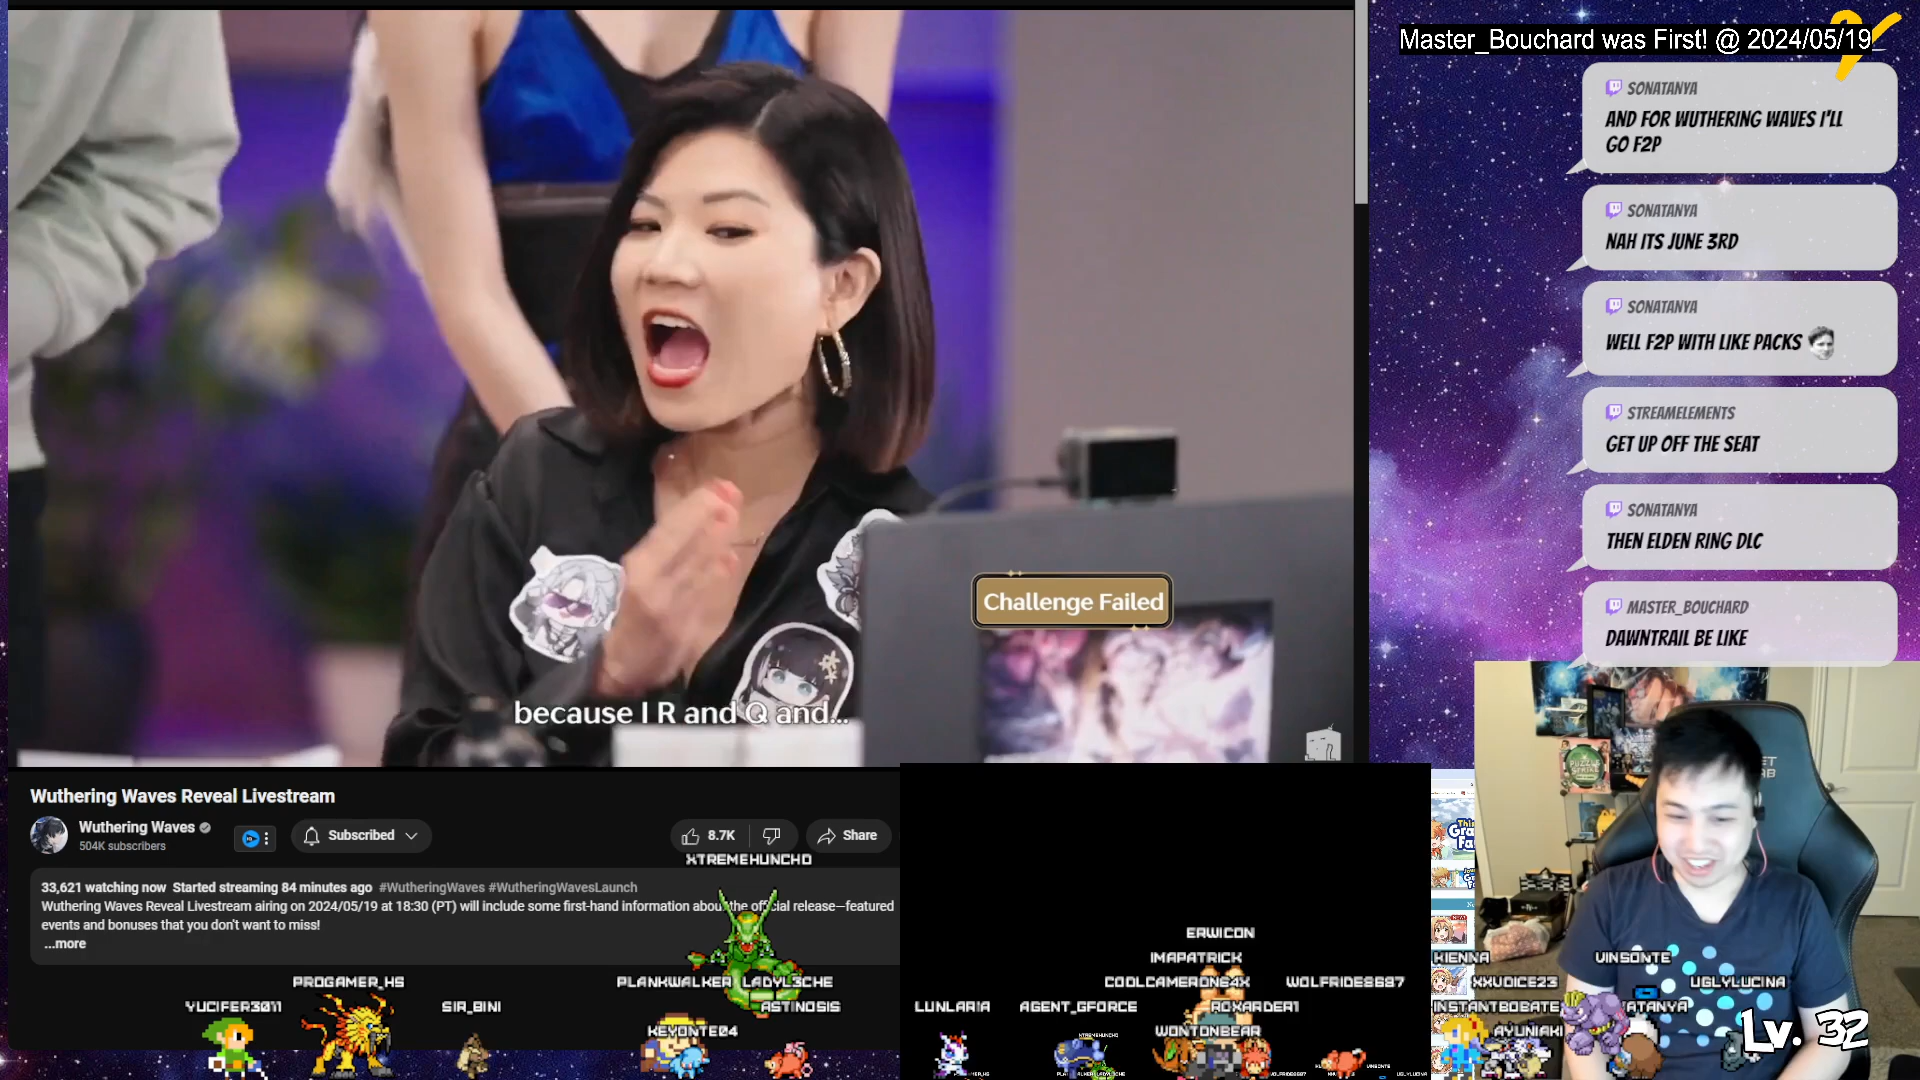 Master_Bouchard was First! @ 2024/05/19
SONATANYA
AND FOR WUTHERING WAVES I'LL
GO F2P
SONATANYA
NAH ITS JUNE 3RD
SONATANYA
WELL F2P WITH LIKE PACKS
STREAMELEMENTS
GET UP OFF THE SEAT
SONATANYA
THEN ELDEN RING DLC
MASTER_BOUCHARD
DAWNTRAIL BE LIKE
Challenge Failed
because I R and Q and...
Wuthering Waves Reveal Livestream
Wuthering Waves
504K subscribers
Subscribed
8.7K
Share
XTREMEHUNCHO
33,621 watching now Started streaming 84 minutes ago #WutheringWaves #WutheringWavesLaunch
Wuthering Waves Reveal Livestream airing on 2024/05/19 at 18:30 (PT) will include some first-hand information about the official release—featured
events and bonuses that you don't want to miss!
...more
PROGAMER_HS
YUCIFER3011
SIR_BINI
PLANKWALKER
LADYL3CHE
ASTINOSIS
KEYONTE04
ERWICON
IMAPATRICK
COOLCAMERON64X
WOLFRIDE8687
LUNLARIA
AGENT_GFORCE
ROXARDER1
WONTONBEAR
KIENNA
VINSONTE
XXUDICE23
UGLYLUCINA
INSTANTBOBATE
ATANYA
AYUNIAKI
Lv. 32